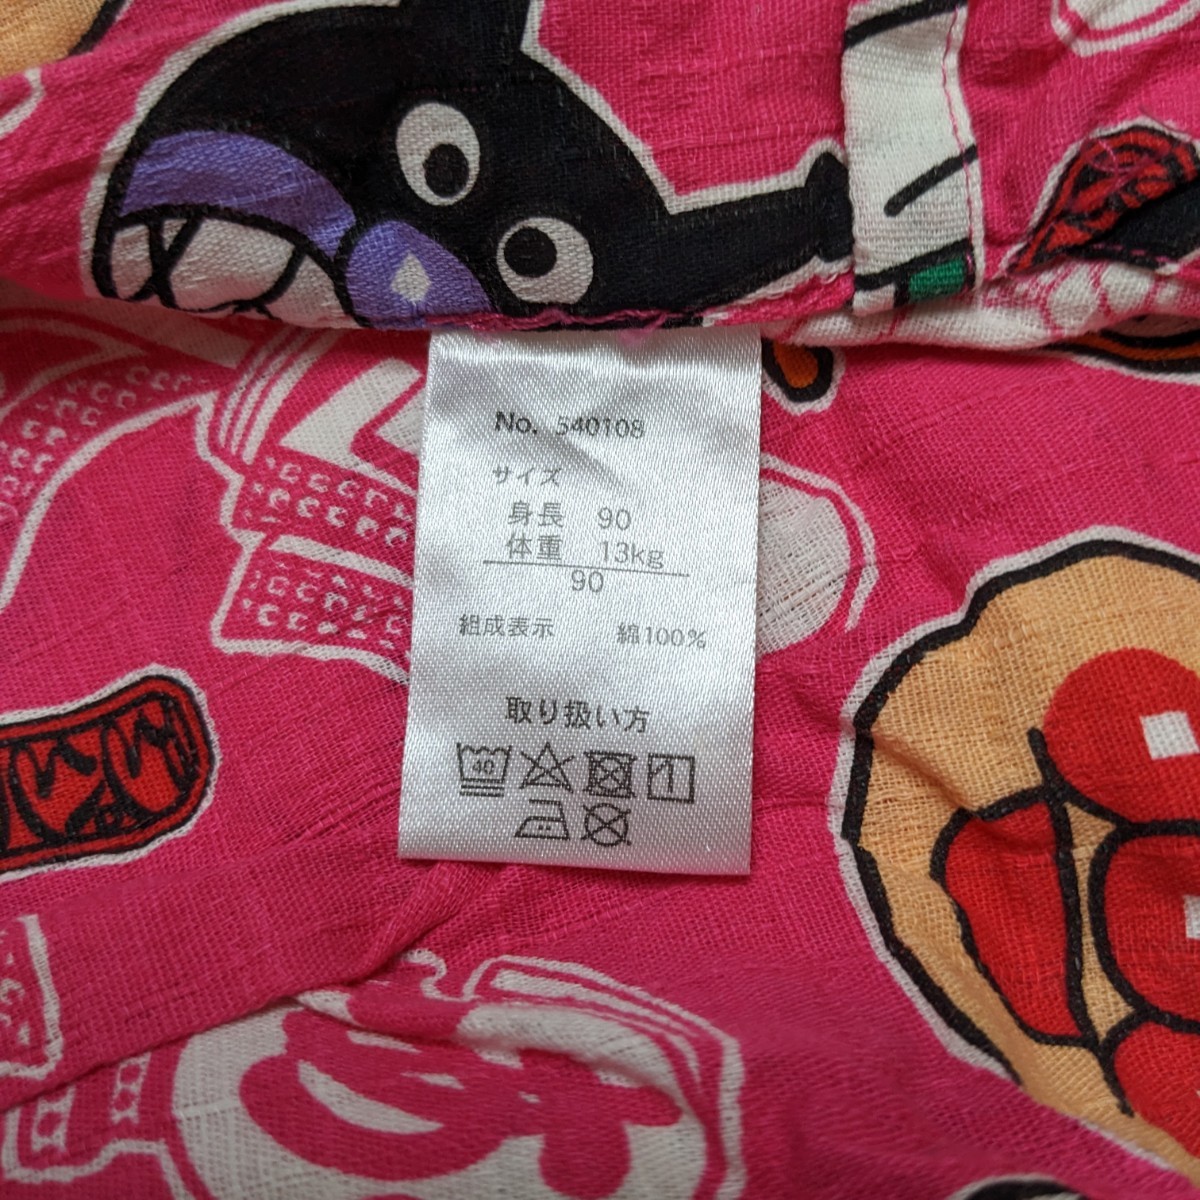 No. 540108
サイズ
身長 90
体重 13kg
90
組成表示 綿100%
取り扱い方
40